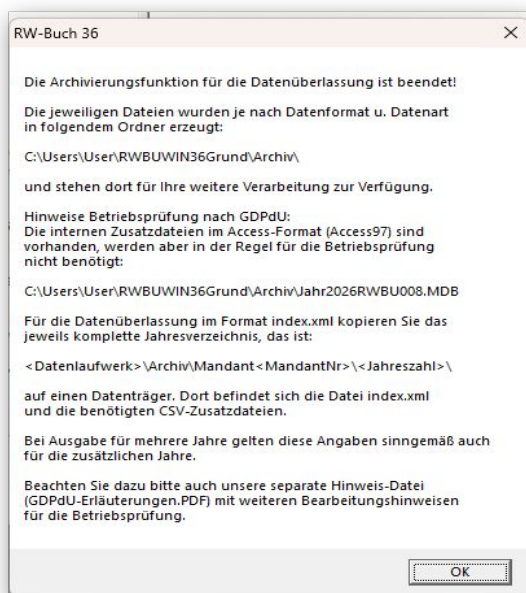 RW-Buch 36
Die Archivierungsfunktion für die Datenüberlassung ist beendet!
Die jeweiligen Dateien wurden je nach Datenformat u. Datenart
in folgendem Ordner erzeugt:
C:\Users\User\RWBUWIN36Grund\Archiv\
und stehen dort für Ihre weitere Verarbeitung zur Verfügung.
Hinweise Betriebsprüfung nach GDPdU:
Die internen Zusatzdateien im Access-Format (Access97) sind
vorhanden, werden aber in der Regel für die Betriebsprüfung
nicht benötigt:
C:\Users\User\RWBUWIN36Grund\Archiv\Jahr2026RWBU008.MDB
Für die Datenüberlassung im Format index.xml kopieren Sie das
jeweils komplette Jahresverzeichnis, das ist:
<Datenlaufwerk>\Archiv\Mandant<MandantNr>\<Jahreszahl>\
auf einen Datenträger. Dort befindet sich die Datei index.xml
und die benötigten CSV-Zusatzdateien.
Bei Ausgabe für mehrere Jahre gelten diese Angaben sinngemäß auch
für die zusätzlichen Jahre.
Beachten Sie dazu bitte auch unsere separate Hinweis-Datei
(GDPdU-Erläuterungen.PDF) mit weiteren Bearbeitungshinweisen
für die Betriebsprüfung.
OK